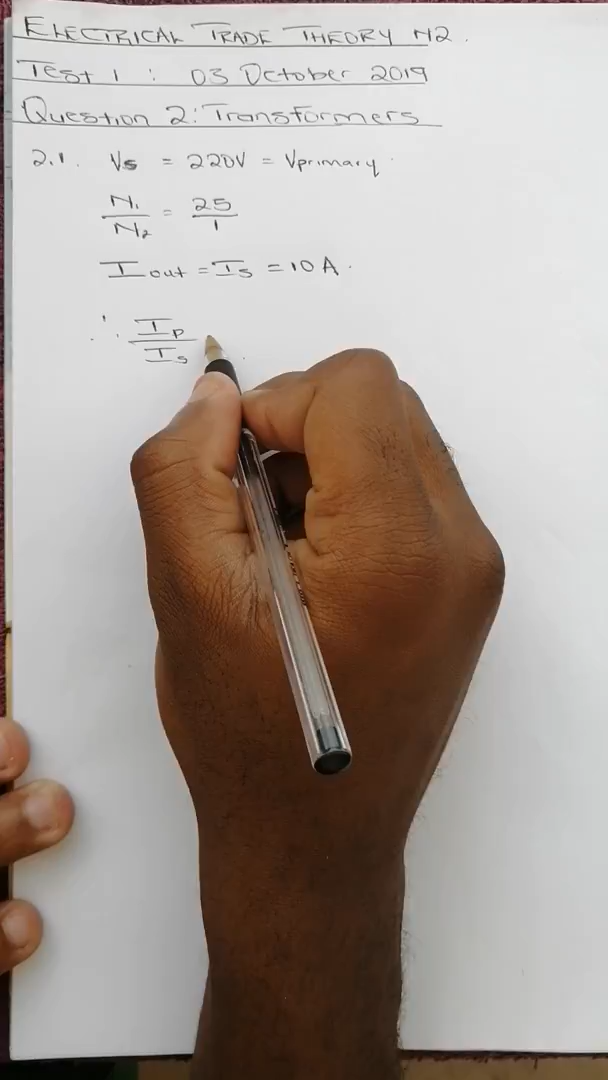 ELECTRICAL TRADE THEORY N2.
Test 1 : 03 October 2019
Question 2: Transformers
2.1. Vs = 220V = Vprimary
N₁/N₂ = 25/1
Iout = Is = 10A.
∴ Ip/Is